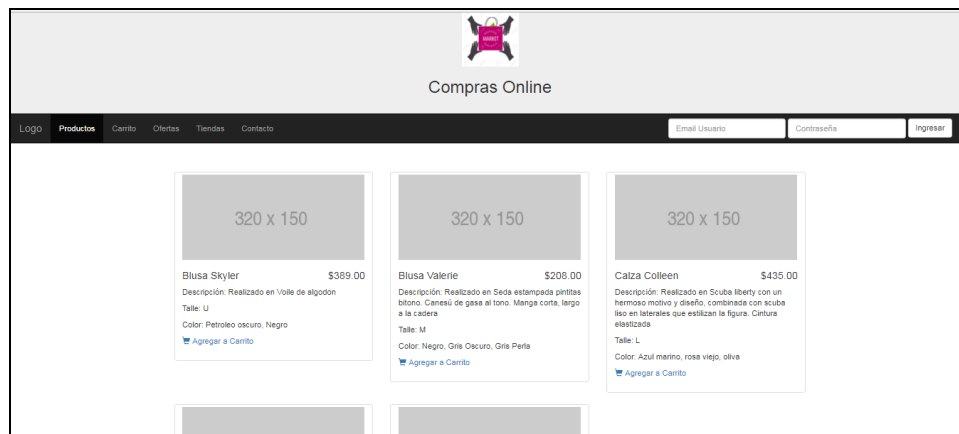 MARKET
Compras Online
Logo Productos Carrito Ofertas Tiendas Contacto Email Usuario Contraseña Ingresar
320 x 150
Blusa Skyler $389.00
Descripción: Realizado en Voile de algodon
Talle: U
Color: Petroleo oscuro, Negro
Agregar a Carrito
320 x 150
Blusa Valerie $208.00
Descripción: Realizado en Seda estampada pintitas
bitono. Canesú de gasa al tono. Manga corta, largo
a la cadera
Talle: M
Color: Negro, Gris Oscuro, Gris Perla
Agregar a Carrito
320 x 150
Calza Colleen $435.00
Descripción: Realizado en Scuba liberty con un
hermoso motivo y diseño, combinada con scuba
liso en laterales que estilizan la figura. Cintura
elastizada
Talle: L
Color: Azul marino, rosa viejo, oliva
Agregar a Carrito